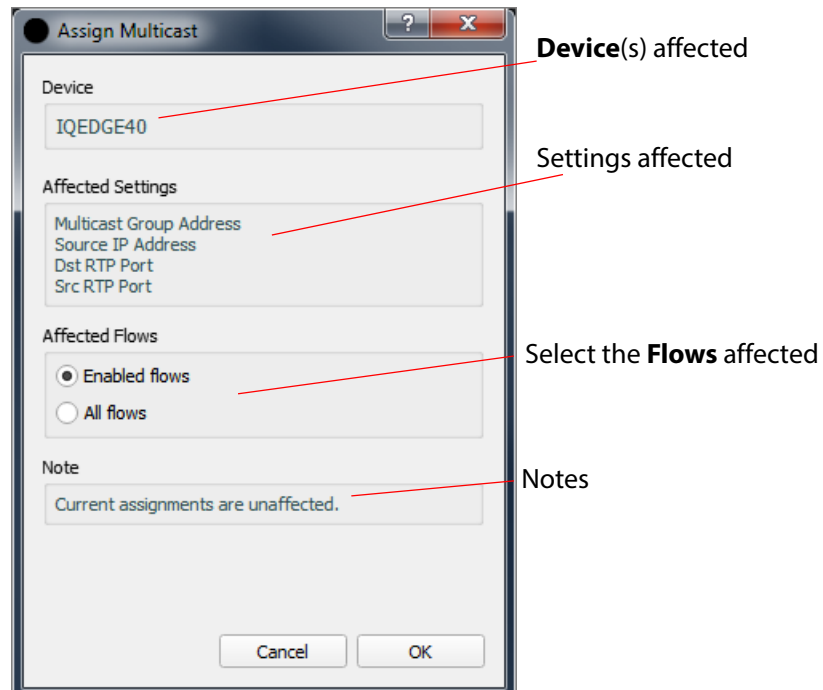 Assign Multicast
?
X
Device(s) affected
Device
IQEDGE40
Settings affected
Affected Settings
Multicast Group Address
Source IP Address
Dst RTP Port
Src RTP Port
Affected Flows
Select the Flows affected
Enabled flows
All flows
Note
Notes
Current assignments are unaffected.
Cancel
OK